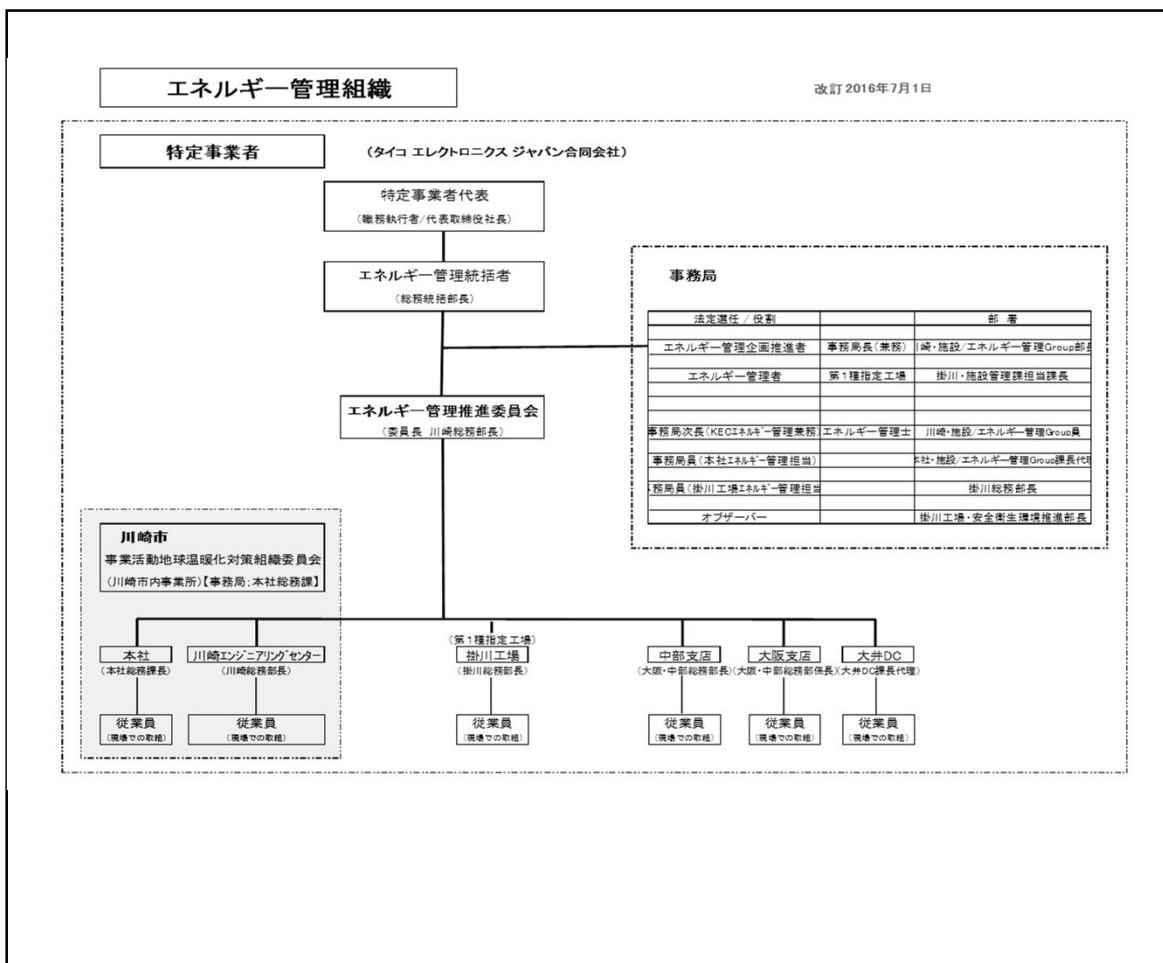 エネルギー管理組織
改訂 2016年7月1日
特定事業者
(タイコ エレクトロニクス ジャパン合同会社)
特定事業者代表
(職務執行者/代表取締役社長)
エネルギー管理統括者
(総務統括部長)
事務局
法定選任 / 役割 部 署
エネルギー管理企画推進者 事務局長(兼務) 川崎・施設/エネルギー管理Group部長
エネルギー管理者 第1種指定工場 掛川・施設管理課担当課長
事務局次長(KECエネルギー管理兼務) エネルギー管理士 川崎・施設/エネルギー管理Group員
事務局員(本社エネルギー管理担当) 本社・施設/エネルギー管理Group課長代理
事務局員(掛川工場エネルギー管理担当 掛川総務部長
オブザーバー 掛川工場・安全衛生環境推進部長
エネルギー管理推進委員会
(委員長 川崎総務部長)
川崎市
事業活動地球温暖化対策組織委員会
(川崎市内事業所)【事務局;本社総務課】
本社
(本社総務課長)
従業員
(現場での取組)
川崎エンジニアリングセンター
(川崎総務部長)
従業員
(現場での取組)
(第1種指定工場)
掛川工場
(掛川総務部長)
従業員
(現場での取組)
中部支店
(大阪・中部総務部長)
従業員
(現場での取組)
大阪支店
(大阪・中部総務部係長)
従業員
(現場での取組)
大井DC
(大井DC課長代理)
従業員
(現場での取組)